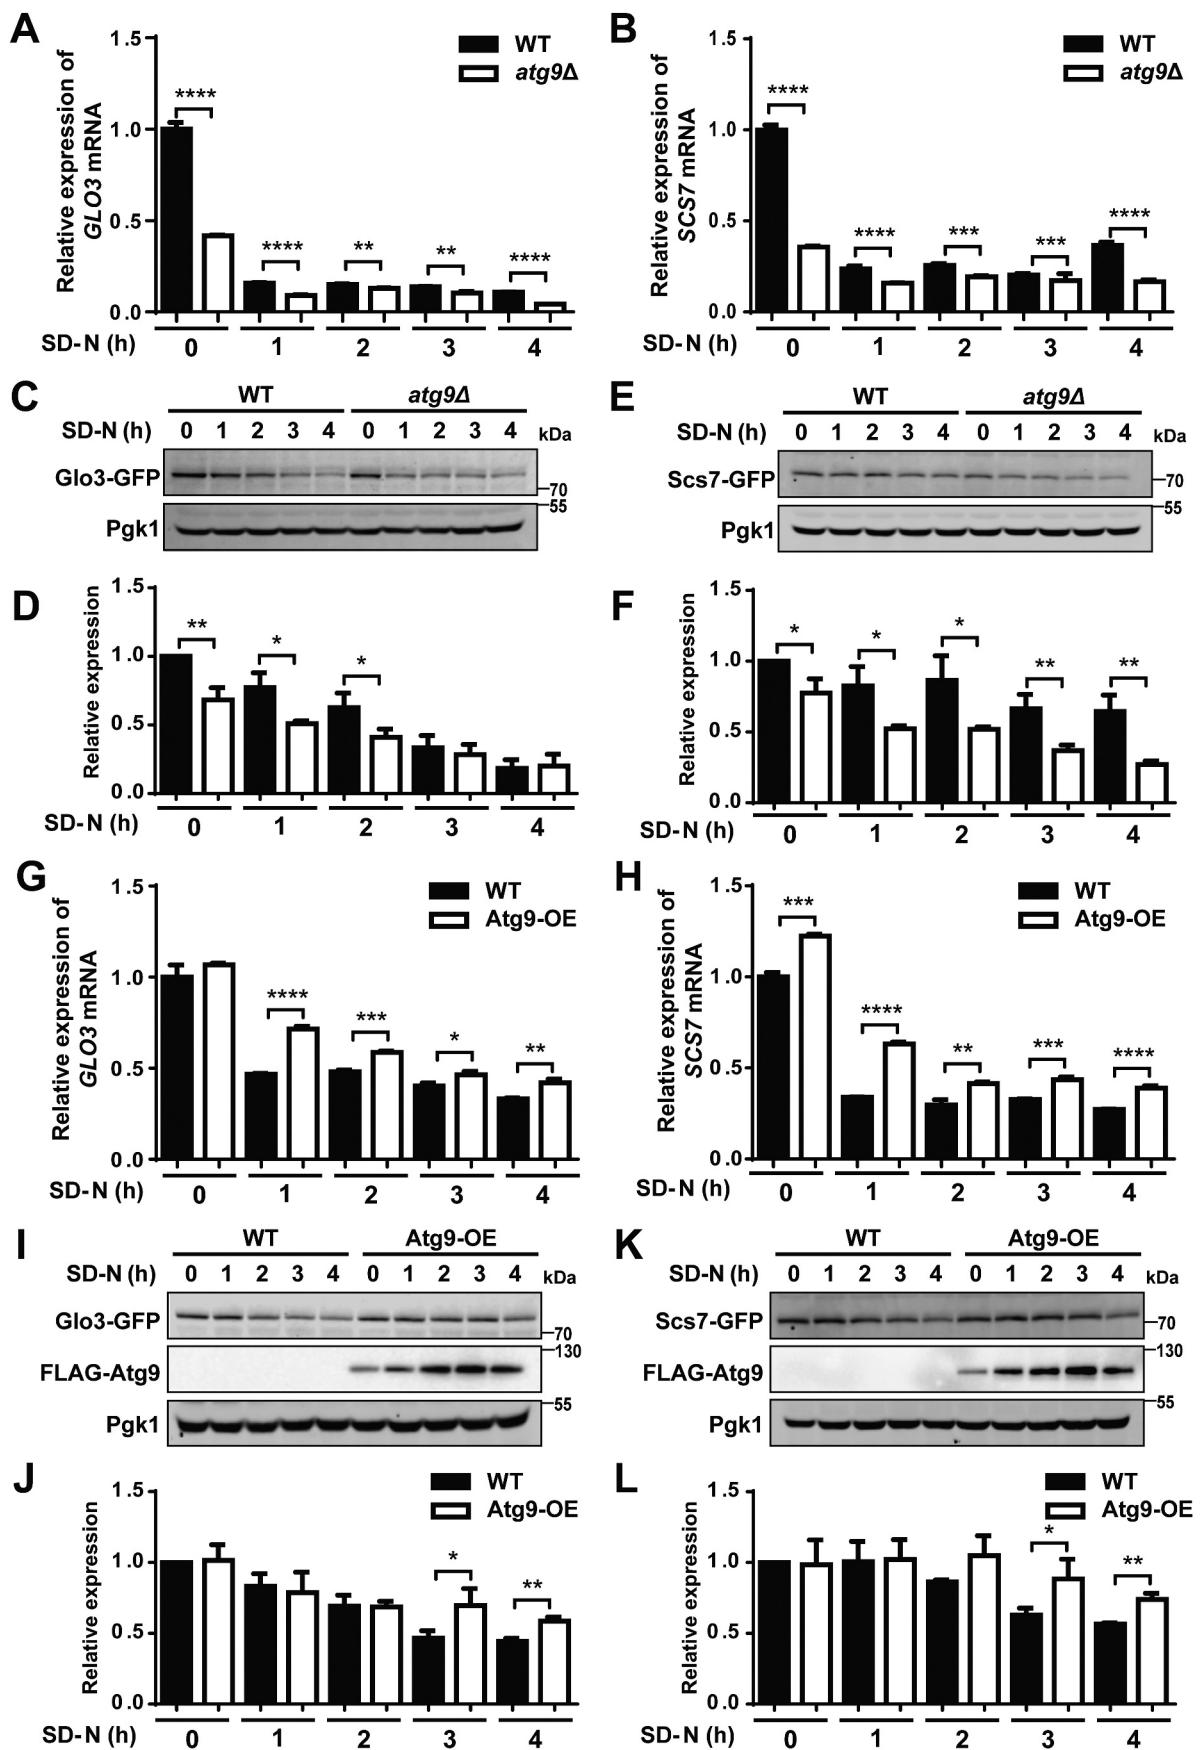 A
Relative expression of
GLO3 mRNA
1.5
1.0
0.5
0.0
WT
atg9Δ
****
****
**
**
****
SD-N (h)
0 1 2 3 4
B
Relative expression of
SCS7 mRNA
1.5
1.0
0.5
0.0
WT
atg9Δ
****
****
***
***
****
SD-N (h)
0 1 2 3 4
C
WT atg9Δ
SD-N (h) 0 1 2 3 4 0 1 2 3 4 kDa
Glo3-GFP
70
55
Pgk1
E
WT atg9Δ
SD-N (h) 0 1 2 3 4 0 1 2 3 4 kDa
Scs7-GFP
70
55
Pgk1
D
Relative expression
1.5
1.0
0.5
0.0
**
*
*
SD-N (h)
0 1 2 3 4
F
Relative expression
1.5
1.0
0.5
0.0
*
*
*
**
**
SD-N (h)
0 1 2 3 4
G
Relative expression of
GLO3 mRNA
1.5
1.0
0.5
0.0
WT
Atg9-OE
****
***
*
**
SD-N (h)
0 1 2 3 4
H
Relative expression of
SCS7 mRNA
1.5
1.0
0.5
0.0
WT
Atg9-OE
***
****
**
***
****
SD-N (h)
0 1 2 3 4
I
WT Atg9-OE
SD-N (h) 0 1 2 3 4 0 1 2 3 4 kDa
Glo3-GFP
70
130
FLAG-Atg9
55
Pgk1
K
WT Atg9-OE
SD-N (h) 0 1 2 3 4 0 1 2 3 4 kDa
Scs7-GFP
70
130
FLAG-Atg9
55
Pgk1
J
Relative expression
1.5
1.0
0.5
0.0
WT
Atg9-OE
*
**
SD-N (h)
0 1 2 3 4
L
Relative expression
1.5
1.0
0.5
0.0
WT
Atg9-OE
*
**
SD-N (h)
0 1 2 3 4